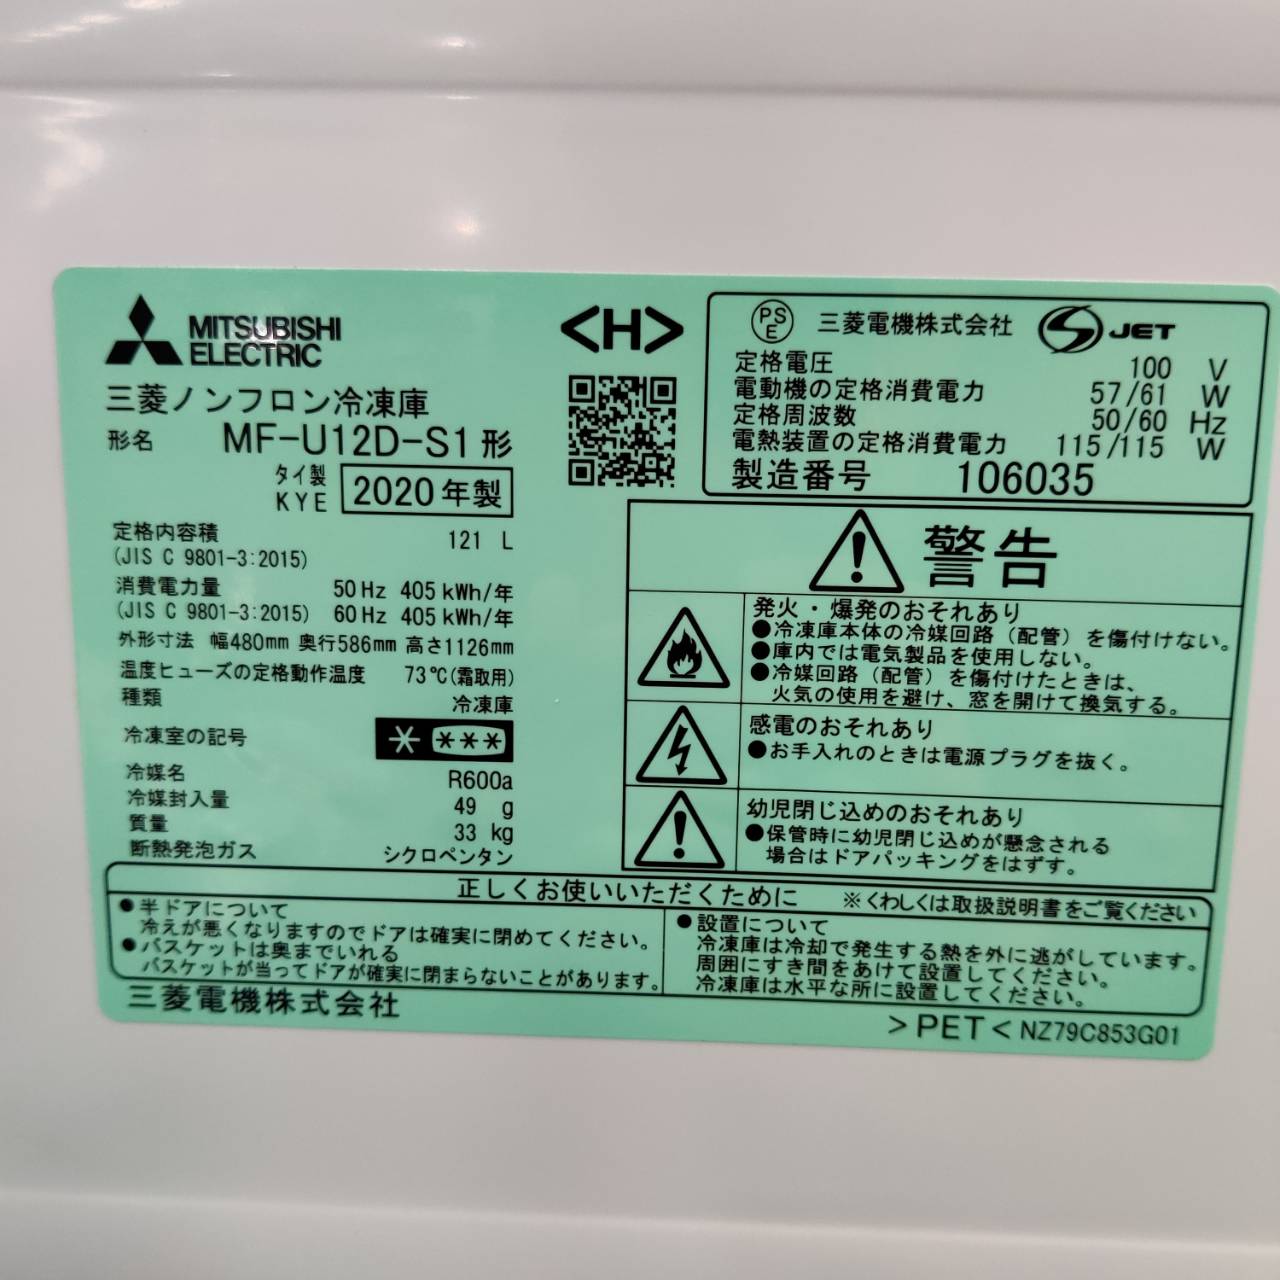 MITSUBISHI
ELECTRIC
三菱ノンフロン冷凍庫
形名 MF-U12D-S1形
タイ製
KYE 2020年製
定格内容積 121 L
(JIS C 9801-3:2015)
消費電力量 50Hz 405kWh/年
(JIS C 9801-3:2015) 60Hz 405kWh/年
外形寸法 幅480mm 奥行586mm 高さ1126mm
温度ヒューズの定格動作温度 73℃(霜取用)
種類 冷凍庫
冷凍室の記号
冷媒名 R600a
冷媒封入量 49 g
質量 33 kg
断熱発泡ガス シクロペンタン
<H>
PS
E 三菱電機株式会社 JET
定格電圧 100 V
電動機の定格消費電力 57/61 W
定格周波数 50/60 Hz
電熱装置の定格消費電力 115/115 W
製造番号 106035
警告
発火・爆発のおそれあり
●冷凍庫本体の冷媒回路(配管)を傷付けない。
●庫内では電気製品を使用しない。
●冷媒回路(配管)を傷付けたときは、
火気の使用を避け、窓を開けて換気する。
感電のおそれあり
●お手入れのときは電源プラグを抜く。
幼児閉じ込めのおそれあり
●保管時に幼児閉じ込めが懸念される
場合はドアパッキングをはずす。
正しくお使いいただくために ※くわしくは取扱説明書をご覧ください
●半ドアについて
冷えが悪くなりますのでドアは確実に閉めてください。
●バスケットは奥までいれる
バスケットが当ってドアが確実に閉まらないことがあります。
●設置について
冷凍庫は冷却で発生する熱を外に逃がしています。
周囲にすき間をあけて設置してください。
冷凍庫は水平な所に設置してください。
三菱電機株式会社
>PET< NZ79C853G01